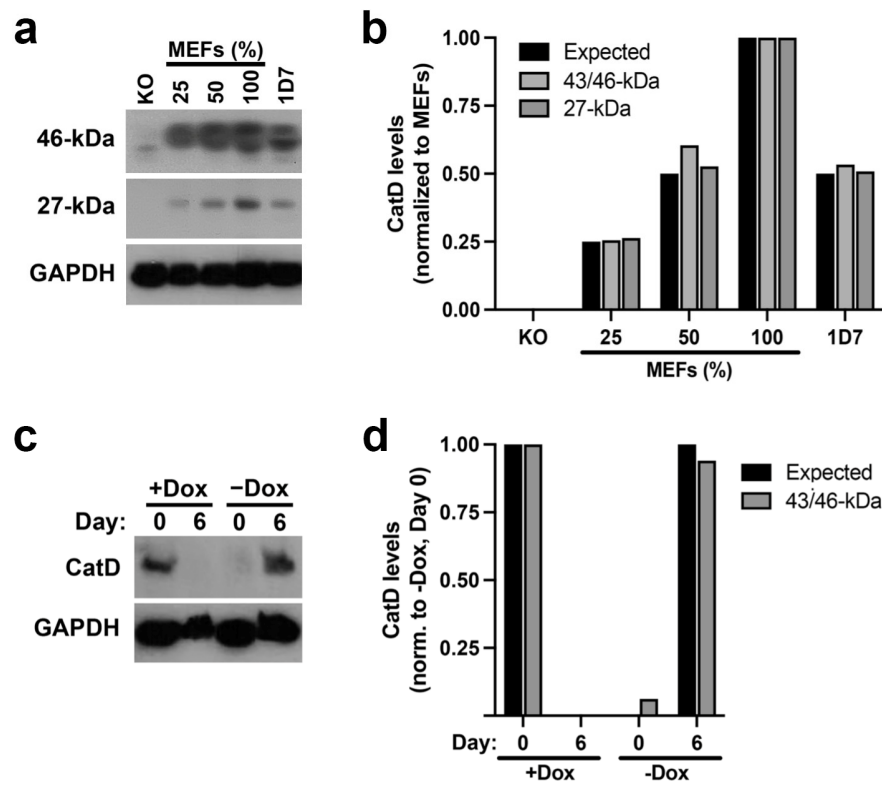 a
MEFs (%)
KO 25 50 100 1D7
46-kDa
27-kDa
GAPDH
b
CatD levels
(normalized to MEFs)
1.00
0.75
0.50
0.25
0.00
Expected
43/46-kDa
27-kDa
KO 25 50 100 1D7
MEFs (%)
c
+Dox −Dox
Day: 0 6 0 6
CatD
GAPDH
d
CatD levels
(norm. to -Dox, Day 0)
1.00
0.75
0.50
0.25
Expected
43/46-kDa
Day: 0 6 0 6
+Dox -Dox